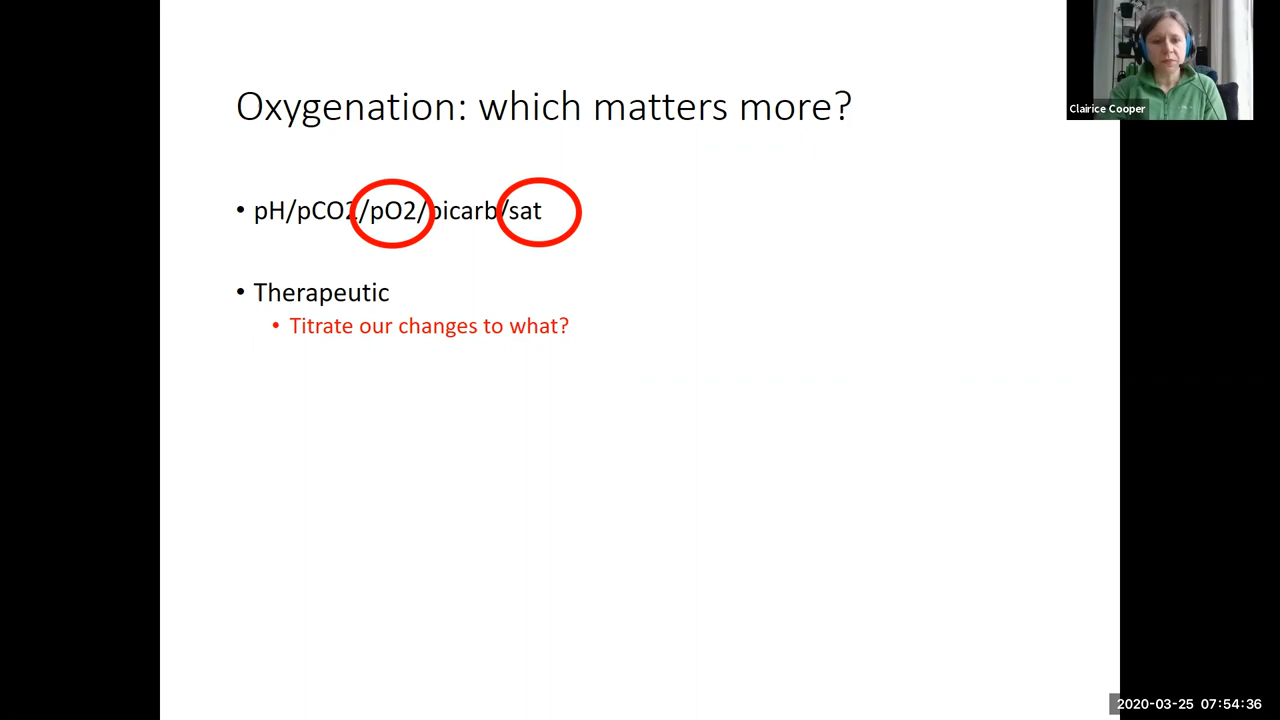 Oxygenation: which matters more?
• pH/pCO2/pO2/bicarb/sat
• Therapeutic
• Titrate our changes to what?
Clairice Cooper
2020-03-25 07:54:36